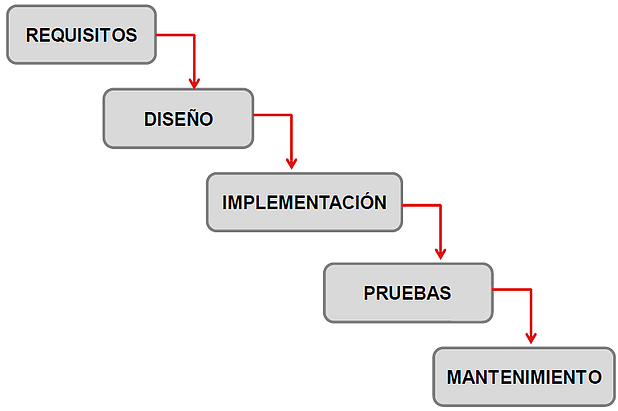 REQUISITOS
DISEÑO
IMPLEMENTACIÓN
PRUEBAS
MANTENIMIENTO